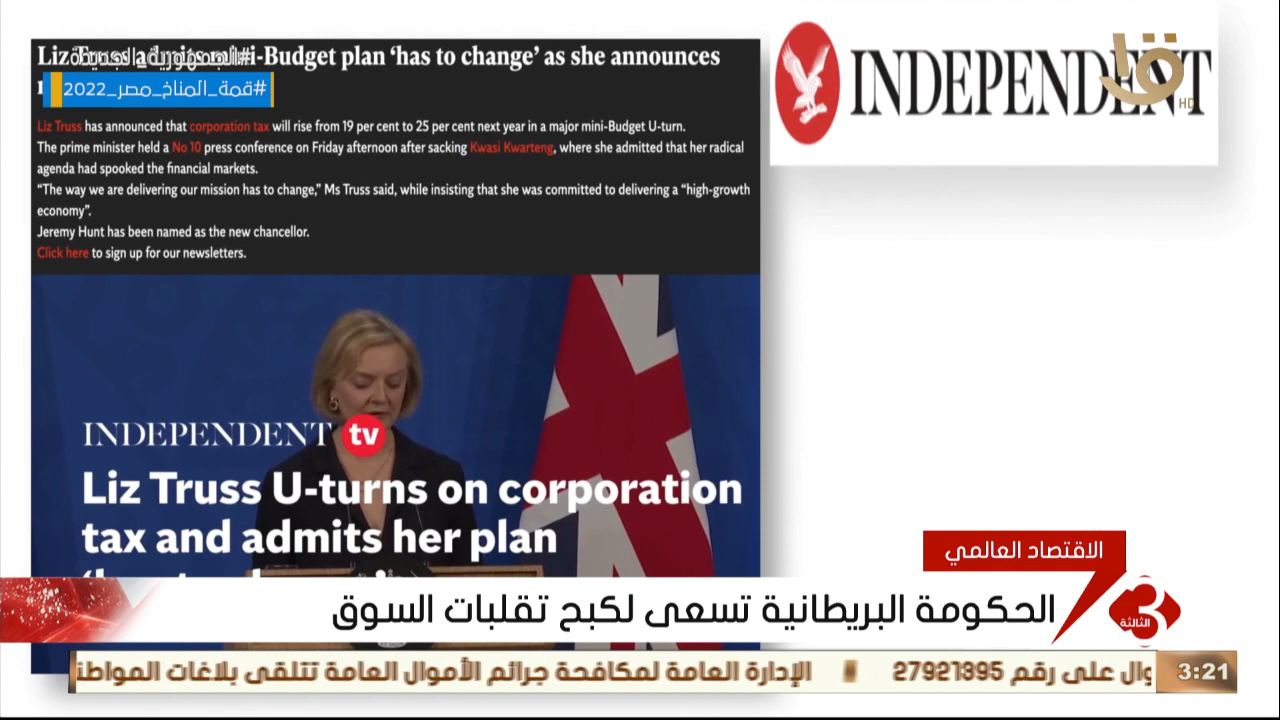 Liz Truss admits mini-Budget plan ‘has to change’ as she announces
#الجمهورية_الجديدة
#قمة_المناخ_مصر_2022
Liz Truss has announced that corporation tax will rise from 19 per cent to 25 per cent next year in a major mini-Budget U-turn.
The prime minister held a No 10 press conference on Friday afternoon after sacking Kwasi Kwarteng, where she admitted that her radical
agenda had spooked the financial markets.
“The way we are delivering our mission has to change,” Ms Truss said, while insisting that she was committed to delivering a “high-growth
economy”.
Jeremy Hunt has been named as the new chancellor.
Click here to sign up for our newsletters.
INDEPENDENT
HD
INDEPENDENT tv
Liz Truss U-turns on corporation
tax and admits her plan
الاقتصاد العالمي
الحكومة البريطانية تسعى لكبح تقلبات السوق
3 الثالثة
وال على رقم 27921395 الإدارة العامة لمكافحة جرائم الأموال العامة تتلقى بلاغات
3:21